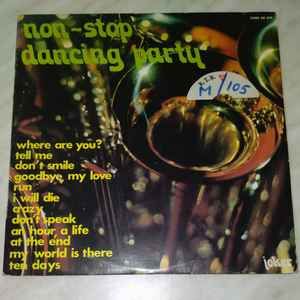 non-stop
dancing party
M/105
where are you?
tell me
don't smile
goodbye my love
run
i will die
crazy
don't speak
an hour a life
at the end
my world is there
ten days
joker